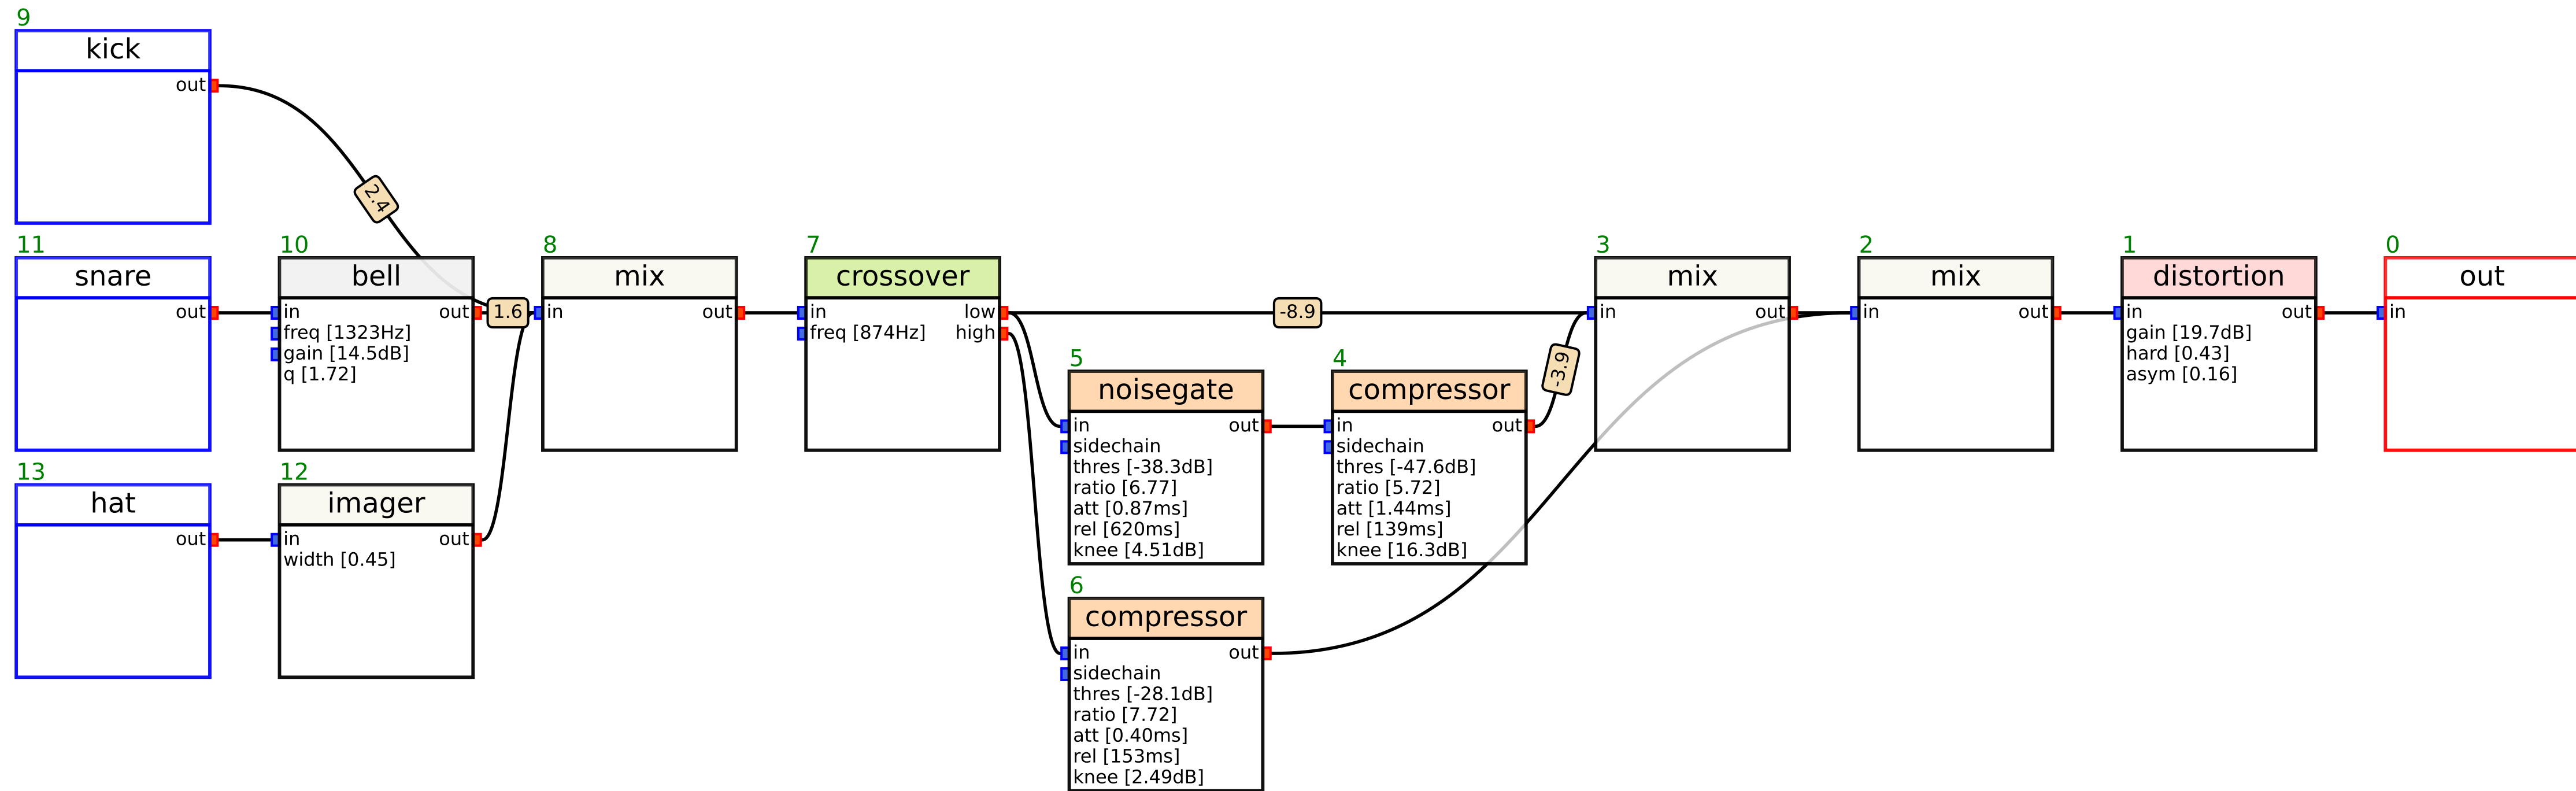 9
kick
out
2.4
11
snare
out
10
bell
in
out
freq [1323Hz]
gain [14.5dB]
q [1.72]
1.6
13
hat
out
12
imager
in
out
width [0.45]
8
mix
in
out
7
crossover
in
low
freq [874Hz]
high
-8.9
5
noisegate
in
out
sidechain
thres [-38.3dB]
ratio [6.77]
att [0.87ms]
rel [620ms]
knee [4.51dB]
4
compressor
in
out
sidechain
thres [-47.6dB]
ratio [5.72]
att [1.44ms]
rel [139ms]
knee [16.3dB]
-3.9
6
compressor
in
out
sidechain
thres [-28.1dB]
ratio [7.72]
att [0.40ms]
rel [153ms]
knee [2.49dB]
3
mix
in
out
2
mix
in
out
1
distortion
in
out
gain [19.7dB]
hard [0.43]
asym [0.16]
0
out
in